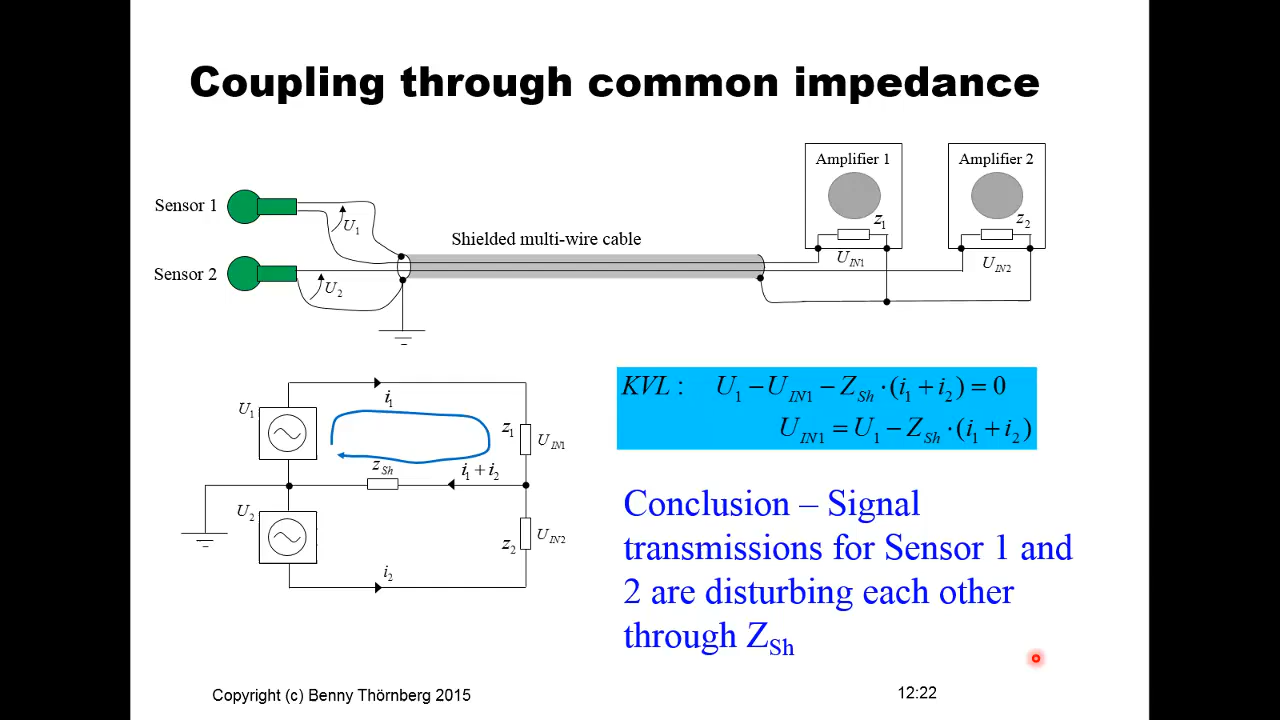 Coupling through common impedance
Amplifier 1
Amplifier 2
Sensor 1
U1
z1
z2
Shielded multi-wire cable
UIN1
UIN2
Sensor 2
U2
i1
U1
z1
UIN1
zSh
i1 + i2
U2
z2
UIN2
i2
KVL : U1 − UIN1 − ZSh · (i1 + i2) = 0
UIN1 = U1 − ZSh · (i1 + i2)
Conclusion – Signal
transmissions for Sensor 1 and
2 are disturbing each other
through ZSh
Copyright (c) Benny Thörnberg 2015
12:22